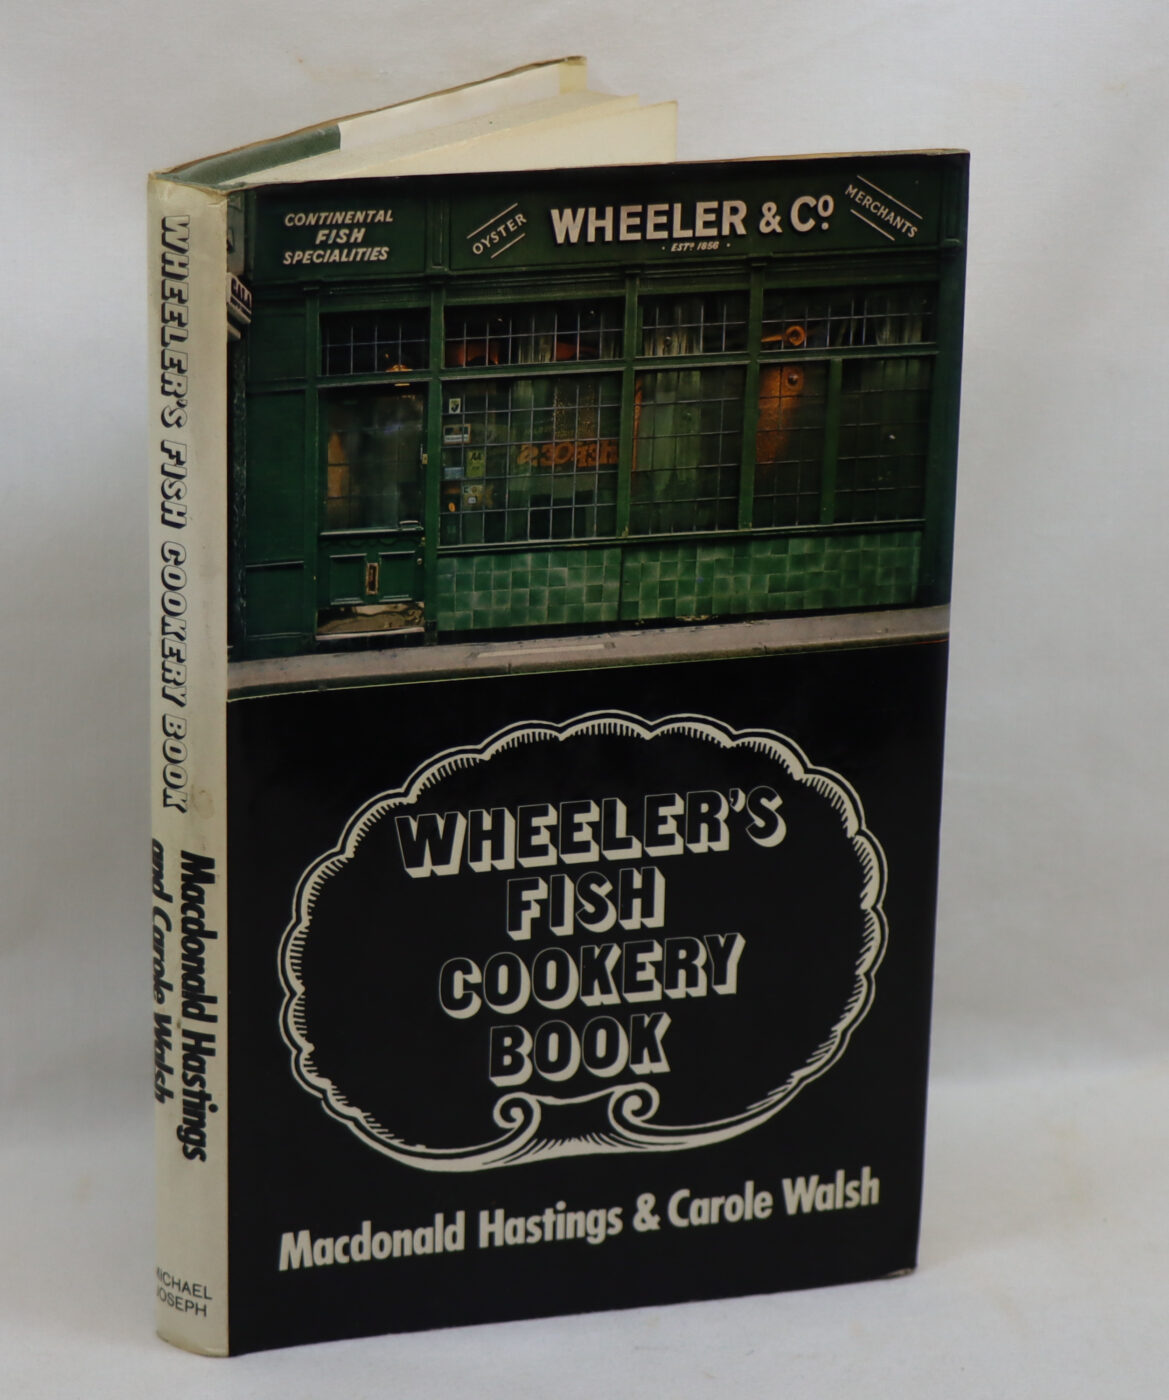 CONTINENTAL
FISH
SPECIALITIES
OYSTER
WHEELER & Cº
ESTD 1856
MERCHANTS
WHEELER'S
FISH
COOKERY
BOOK
Macdonald Hastings & Carole Walsh
WHEELER'S FISH COOKERY BOOK
Macdonald Hastings
and Carole Walsh
MICHAEL
JOSEPH